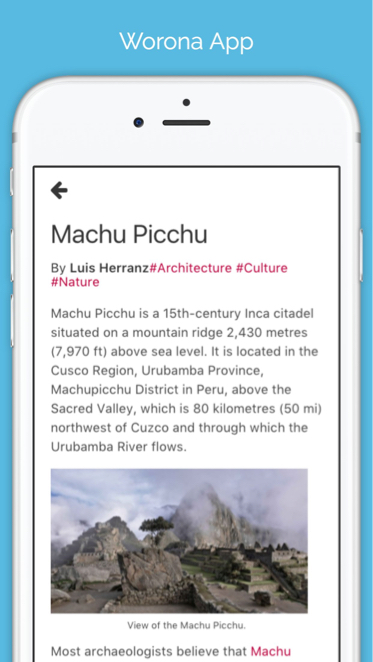 Worona App
Machu Picchu
By Luis Herranz#Architecture #Culture
#Nature
Machu Picchu is a 15th-century Inca citadel
situated on a mountain ridge 2,430 metres
(7,970 ft) above sea level. It is located in the
Cusco Region, Urubamba Province,
Machupicchu District in Peru, above the
Sacred Valley, which is 80 kilometres (50 mi)
northwest of Cuzco and through which the
Urubamba River flows.
View of the Machu Picchu.
Most archaeologists believe that Machu